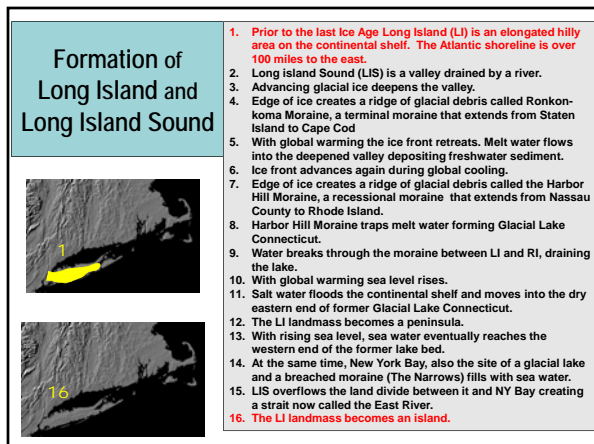 Formation of
Long Island and
Long Island Sound
1. Prior to the last Ice Age Long Island (LI) is an elongated hilly
area on the continental shelf. The Atlantic shoreline is over
100 miles to the east.
2. Long island Sound (LIS) is a valley drained by a river.
3. Advancing glacial ice deepens the valley.
4. Edge of ice creates a ridge of glacial debris called Ronkon-
koma Moraine, a terminal moraine that extends from Staten
Island to Cape Cod
5. With global warming the ice front retreats. Melt water flows
into the deepened valley depositing freshwater sediment.
6. Ice front advances again during global cooling.
7. Edge of ice creates a ridge of glacial debris called the Harbor
Hill Moraine, a recessional moraine that extends from Nassau
County to Rhode Island.
8. Harbor Hill Moraine traps melt water forming Glacial Lake
Connecticut.
9. Water breaks through the moraine between LI and RI, draining
the lake.
10. With global warming sea level rises.
11. Salt water floods the continental shelf and moves into the dry
eastern end of former Glacial Lake Connecticut.
12. The LI landmass becomes a peninsula.
13. With rising sea level, sea water eventually reaches the
western end of the former lake bed.
14. At the same time, New York Bay, also the site of a glacial lake
and a breached moraine (The Narrows) fills with sea water.
15. LIS overflows the land divide between it and NY Bay creating
a strait now called the East River.
16. The LI landmass becomes an island.
1
16